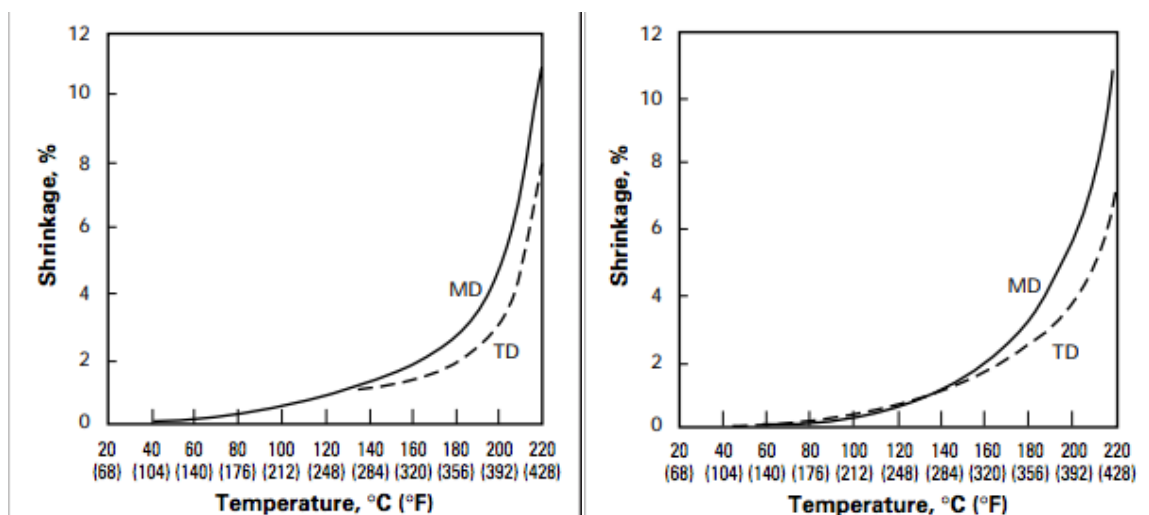 12
10
8
6
4
2
0
Shrinkage, %
MD
TD
20 40 60 80 100 120 140 160 180 200 220
(68) (104) (140) (176) (212) (248) (284) (320) (356) (392) (428)
Temperature, °C (°F)
12
10
8
6
4
2
0
Shrinkage, %
MD
TD
20 40 60 80 100 120 140 160 180 200 220
(68) (104) (140) (176) (212) (248) (284) (320) (356) (392) (428)
Temperature, °C (°F)